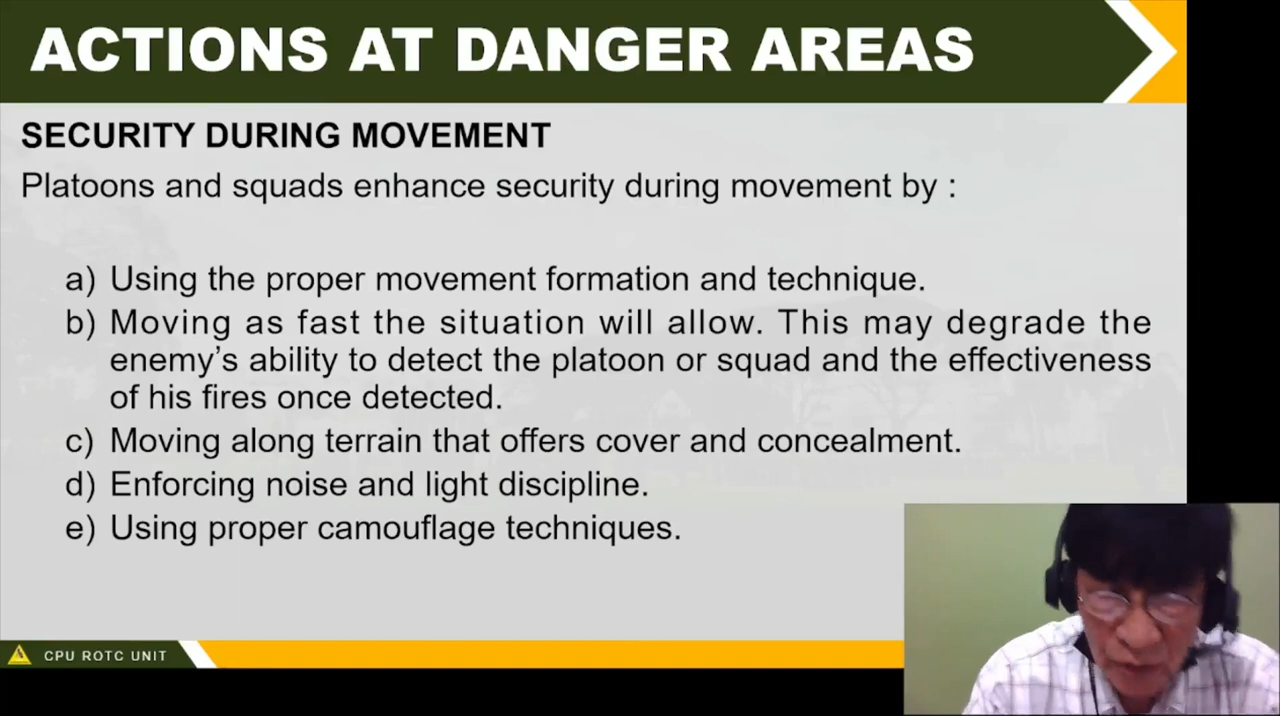 ACTIONS AT DANGER AREAS
SECURITY DURING MOVEMENT
Platoons and squads enhance security during movement by :
a) Using the proper movement formation and technique.
b) Moving as fast the situation will allow. This may degrade the
enemy’s ability to detect the platoon or squad and the effectiveness
of his fires once detected.
c) Moving along terrain that offers cover and concealment.
d) Enforcing noise and light discipline.
e) Using proper camouflage techniques.
CPU ROTC UNIT